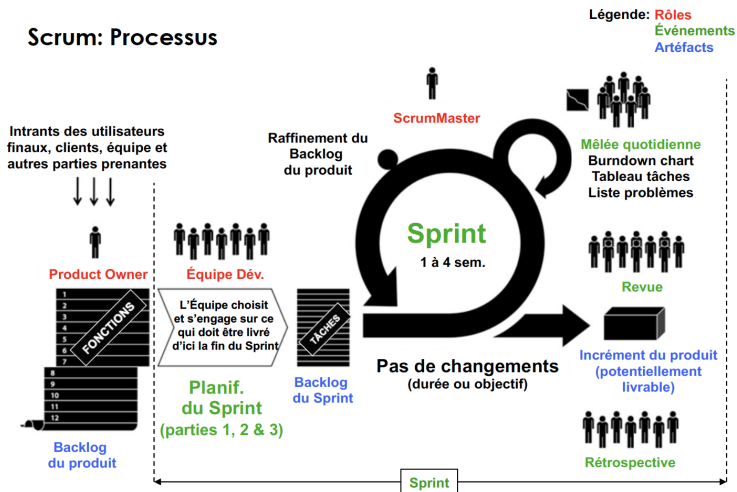 Légende: Rôles
Événements
Artéfacts
Scrum: Processus
Intrants des utilisateurs
finaux, clients, équipe et
autres parties prenantes
Product Owner
1
2
3
4
5
6
7
8
9
10
11
12
FONCTIONS
Backlog
du produit
Équipe Dév.
L'Équipe choisit
et s'engage sur ce
qui doit être livré
d'ici la fin du Sprint
Planif.
du Sprint
(parties 1, 2 & 3)
TÂCHES
Backlog
du Sprint
ScrumMaster
Raffinement du
Backlog
du produit
Sprint
1 à 4 sem.
Pas de changements
(durée ou objectif)
Mêlée quotidienne
Burndown chart
Tableau tâches
Liste problèmes
Revue
Incrément du produit
(potentiellement
livrable)
Rétrospective
Sprint